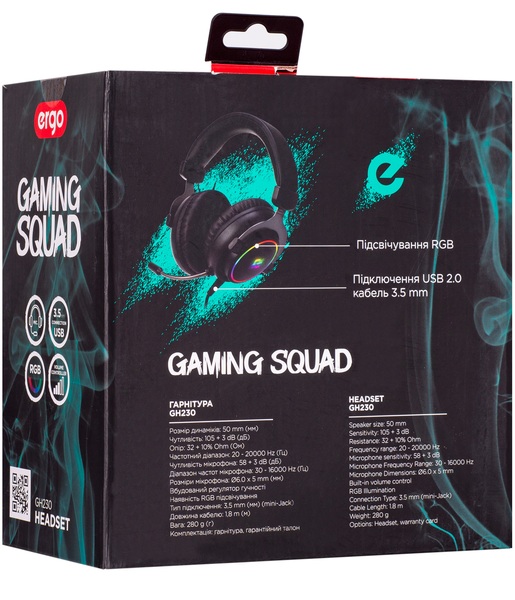 ergo
GAMING
SQUAD
3.5
CONNECTION
USB
RGB
VOLUME
CONTROLLER
GH230
HEADSET
e
Підсвічування RGB
Підключення USB 2.0
кабель 3.5 mm
GAMING SQUAD
ГАРНІТУРА
GH230
Розмір динаміків: 50 mm (мм)
Чутливість: 105 + 3 dB (дБ)
Опір: 32 + 10% Ohm (Ом)
Частотний діапазон: 20 - 20000 Hz (Гц)
Чутливість мікрофона: 58 + 3 dB (дБ)
Діапазон частот мікрофона: 30 - 16000 Hz (Гц)
Розміри мікрофона: Ø6.0 x 5 mm (мм)
Вбудований регулятор гучності
Наявність RGB підсвічування
Тип підключення: 3.5 mm (мм) (mini-Jack)
Довжина кабелю: 1.8 m (м)
Вага: 280 g (г)
Комплектація: гарнітура, гарантійний талон
HEADSET
GH230
Speaker size: 50 mm
Sensitivity: 105 + 3 dB
Resistance: 32 + 10% Ohm
Frequency range: 20 - 20000 Hz
Microphone sensitivity: 58 + 3 dB
Microphone Frequency Range: 30 - 16000 Hz
Microphone Dimensions: Ø6.0 x 5 mm
Built-in volume control
RGB Illumination
Connection Type: 3.5 mm (mini-Jack)
Cable Length: 1.8 m
Weight: 280 g
Options: Headset, warranty card